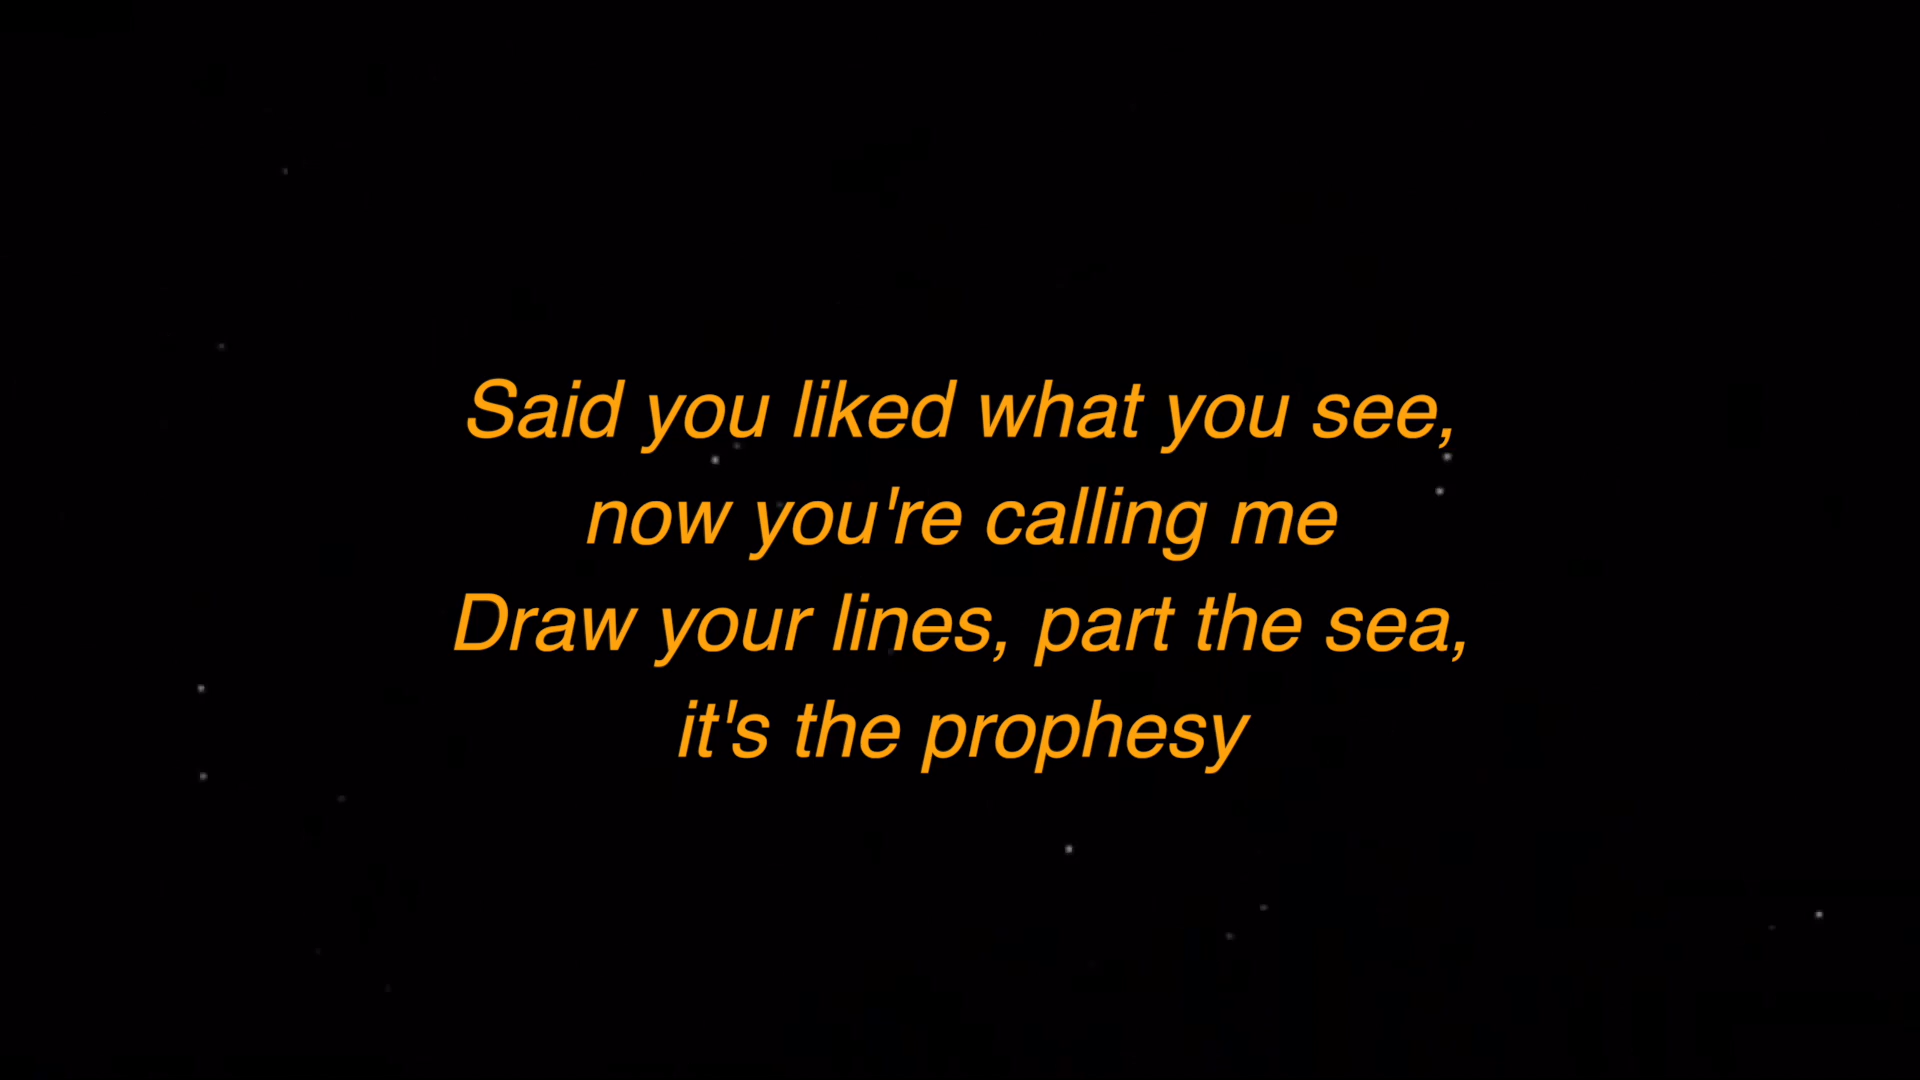 Said you liked what you see,
now you're calling me
Draw your lines, part the sea,
it's the prophesy